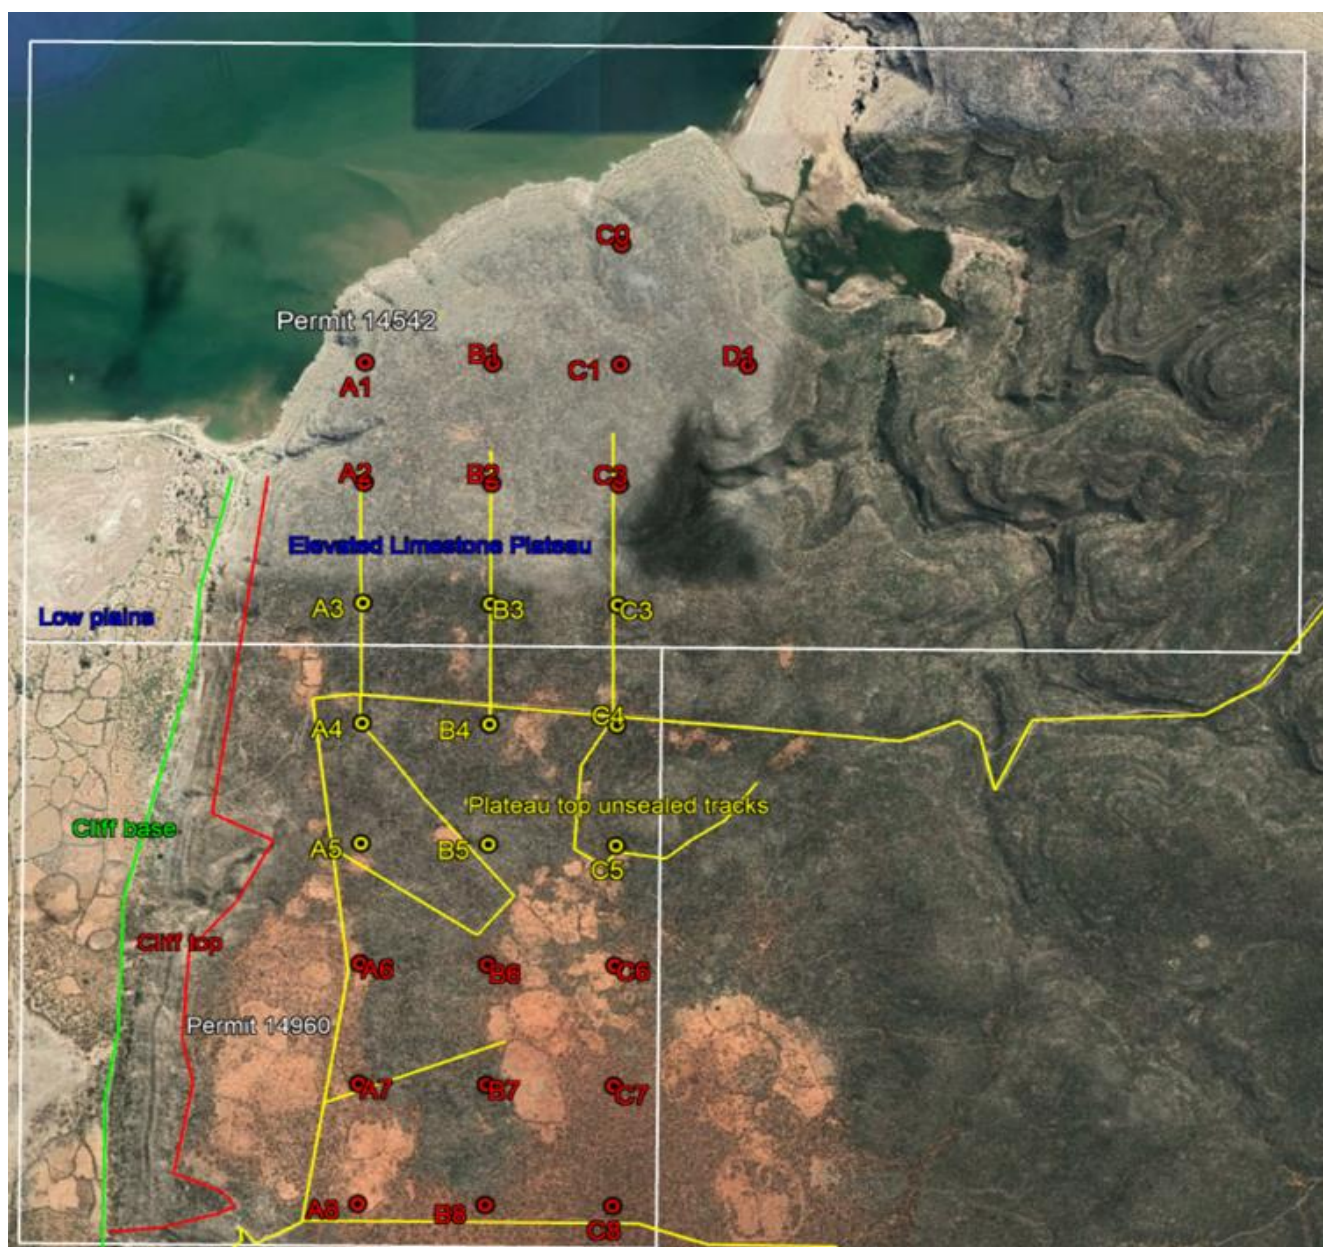 C0
Permit 14542
B1
D1
C1
A1
A2
B2
C3
Elevated Limestone Plateau
A3
B3
C3
Low plains
C4
A4
B4
Plateau top unsealed tracks
Cliff base
A5
B5
C5
Cliff top
A6
B6
C6
Permit 14960
A7
B7
C7
A8
B8
C8